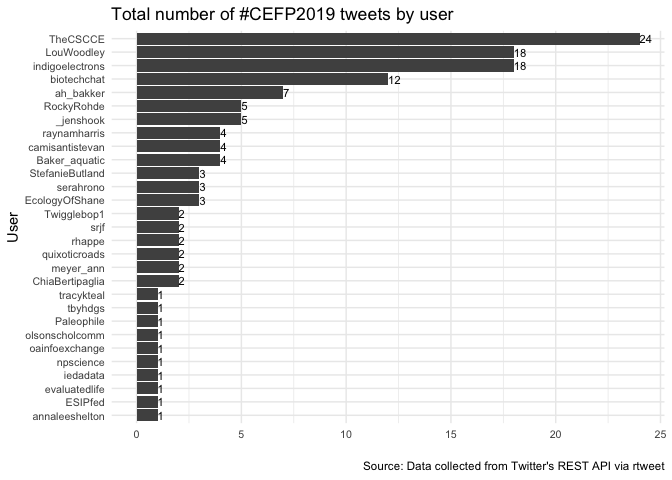 Total number of #CEFP2019 tweets by user
User
TheCSCCE 24
LouWoodley 18
indigoelectrons 18
biotechchat 12
ah_bakker 7
RockyRohde 5
_jenshook 5
raynamharris 4
camisantistevan 4
Baker_aquatic 4
StefanieButland 3
serahrono 3
EcologyOfShane 3
Twigglebop1 2
srjf 2
rhappe 2
quixoticroads 2
meyer_ann 2
ChiaBertipaglia 2
tracykteal 1
tbyhdgs 1
Paleophile 1
olsonscholcomm 1
oainfoexchange 1
npscience 1
iedadata 1
evaluatedlife 1
ESIPfed 1
annaleeshelton 1
0 5 10 15 20 25
Source: Data collected from Twitter's REST API via rtweet